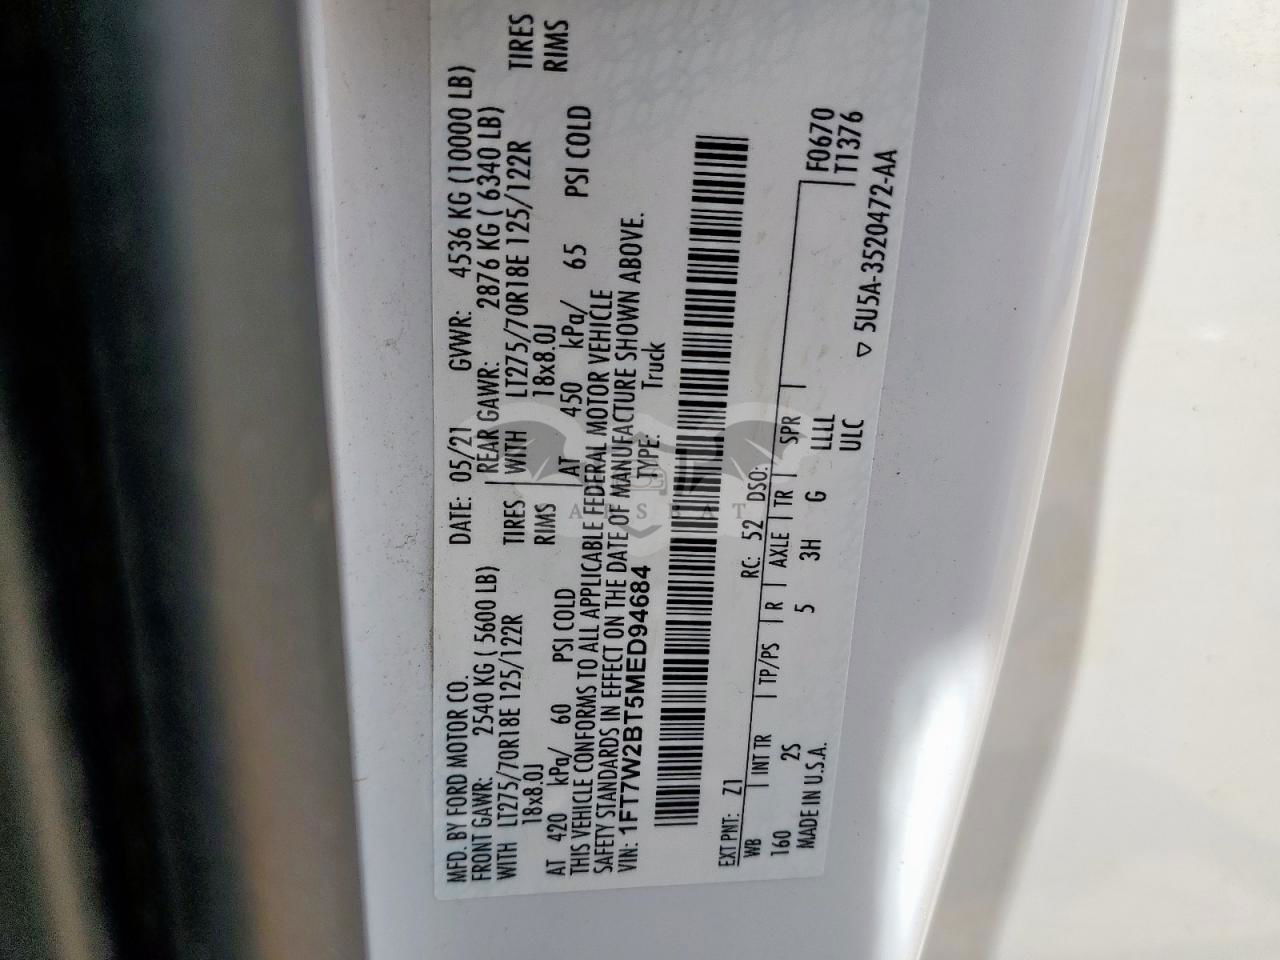 MFD. BY FORD MOTOR CO.
DATE: 05/21 GVWR: 4536 KG (10000 LB)
FRONT GAWR: 2540 KG ( 5600 LB)
REAR GAWR: 2876 KG ( 6340 LB)
WITH LT275/70R18E 125/122R TIRES
WITH LT275/70R18E 125/122R TIRES
18x8.0J RIMS
18x8.0J RIMS
AT 420 kPa/ 60 PSI COLD
AT 450 kPa/ 65 PSI COLD
THIS VEHICLE CONFORMS TO ALL APPLICABLE FEDERAL MOTOR VEHICLE
SAFETY STANDARDS IN EFFECT ON THE DATE OF MANUFACTURE SHOWN ABOVE.
VIN: 1FT7W2BT5MED94684 TYPE: Truck
EXT PNT: Z1 RC: 52 DSO:
WB INT TR TP/PS R AXLE TR SPR F0670
T1376
160 2S 5 3H G LLLL
ULC
MADE IN U.S.A. ▽ 5U5A-3520472-AA
AUSBAT